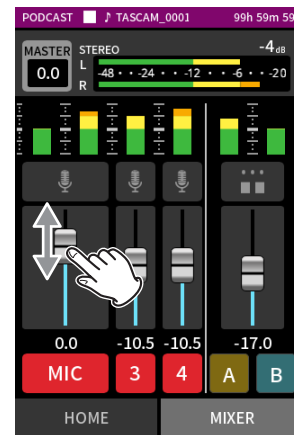 PODCAST ♪ TASCAM_0001 99h 59m 59
MASTER STEREO -4dB
0.0 L -48 · · -24 · · -12 · · -6 · · -20
R
0.0 -10.5 -10.5 -17.0
MIC 3 4 A B
HOME MIXER